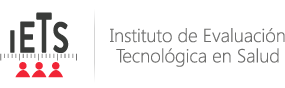 iETS
Instituto de Evaluación
Tecnológica en Salud